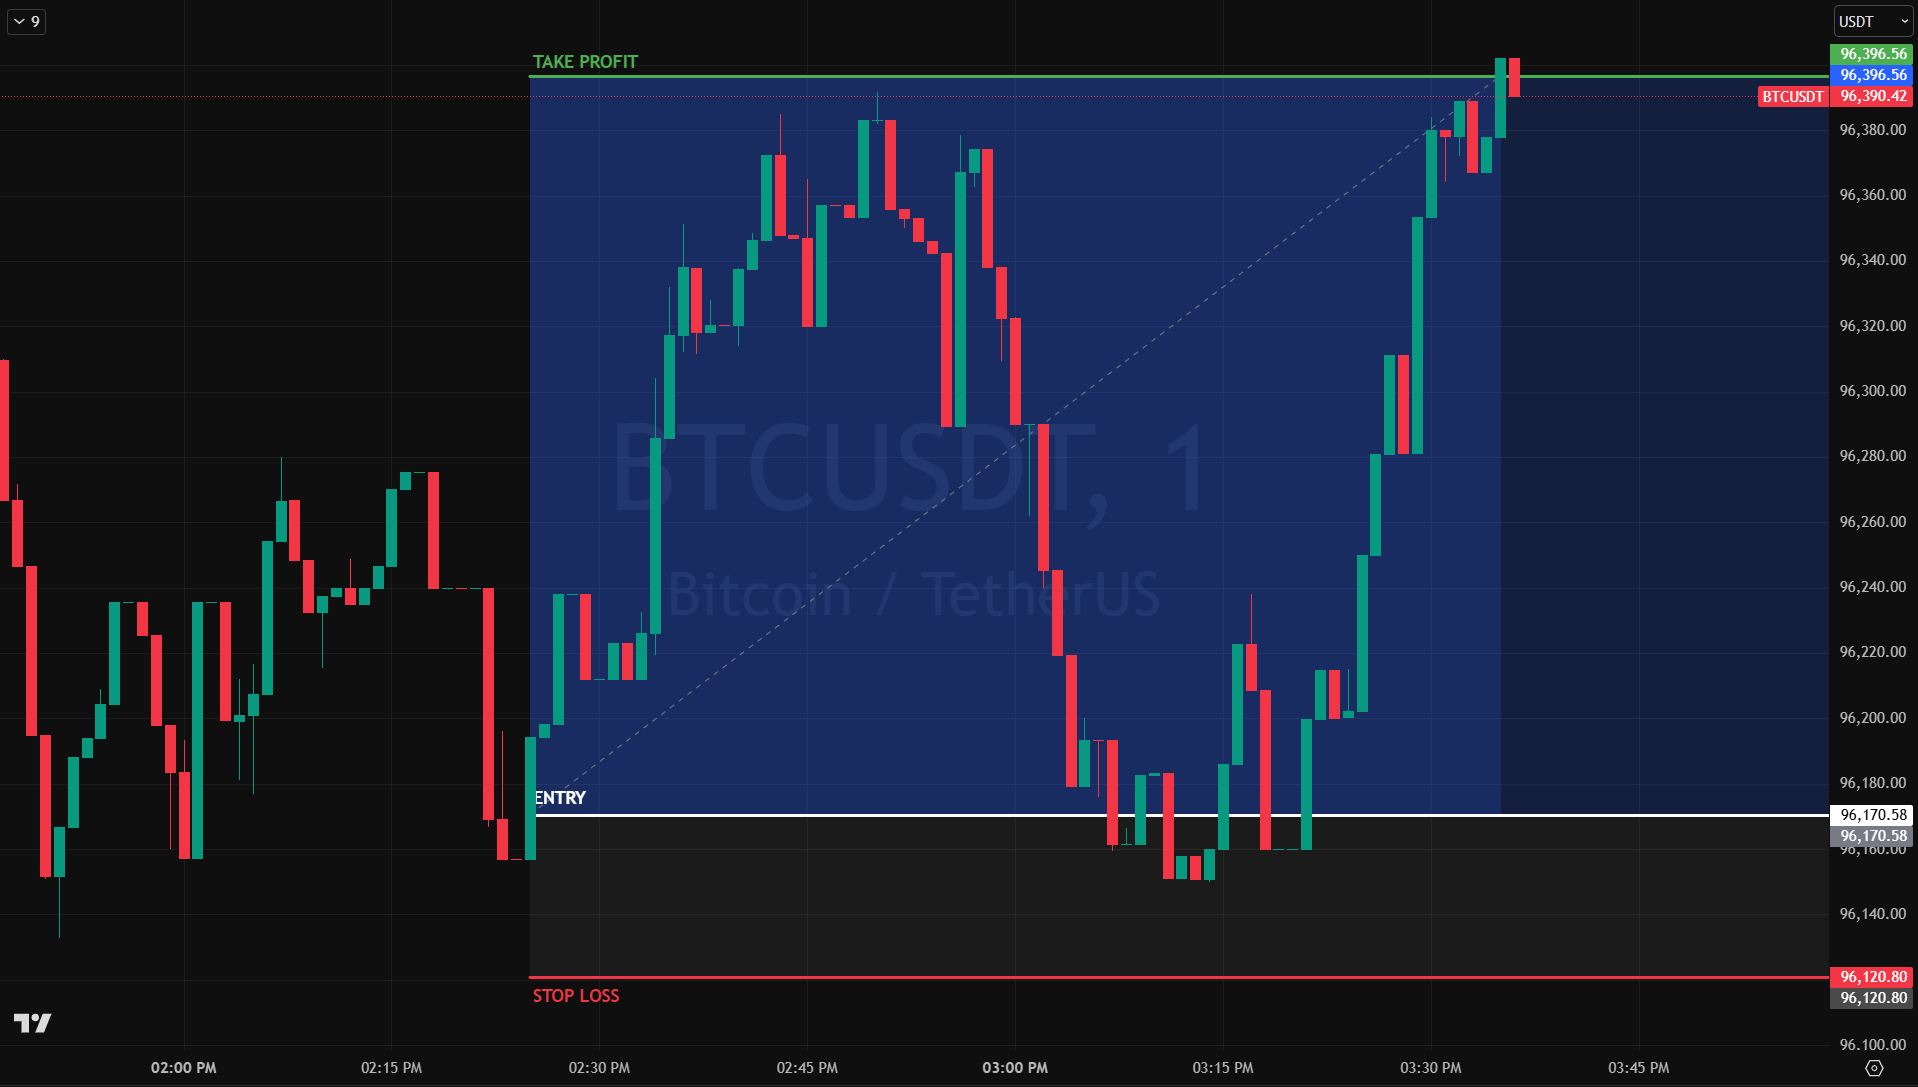 9
USDT
TAKE PROFIT
96,396.56
96,396.56
BTCUSDT 96,390.42
96,380.00
96,360.00
96,340.00
96,320.00
96,300.00
BTCUSDT, 1
96,280.00
96,260.00
Bitcoin / TetherUS
96,240.00
96,220.00
96,200.00
96,180.00
ENTRY
96,170.58
96,170.58
96,160.00
96,140.00
96,120.80
STOP LOSS
96,120.80
96,100.00
02:00 PM 02:15 PM 02:30 PM 02:45 PM 03:00 PM 03:15 PM 03:30 PM 03:45 PM